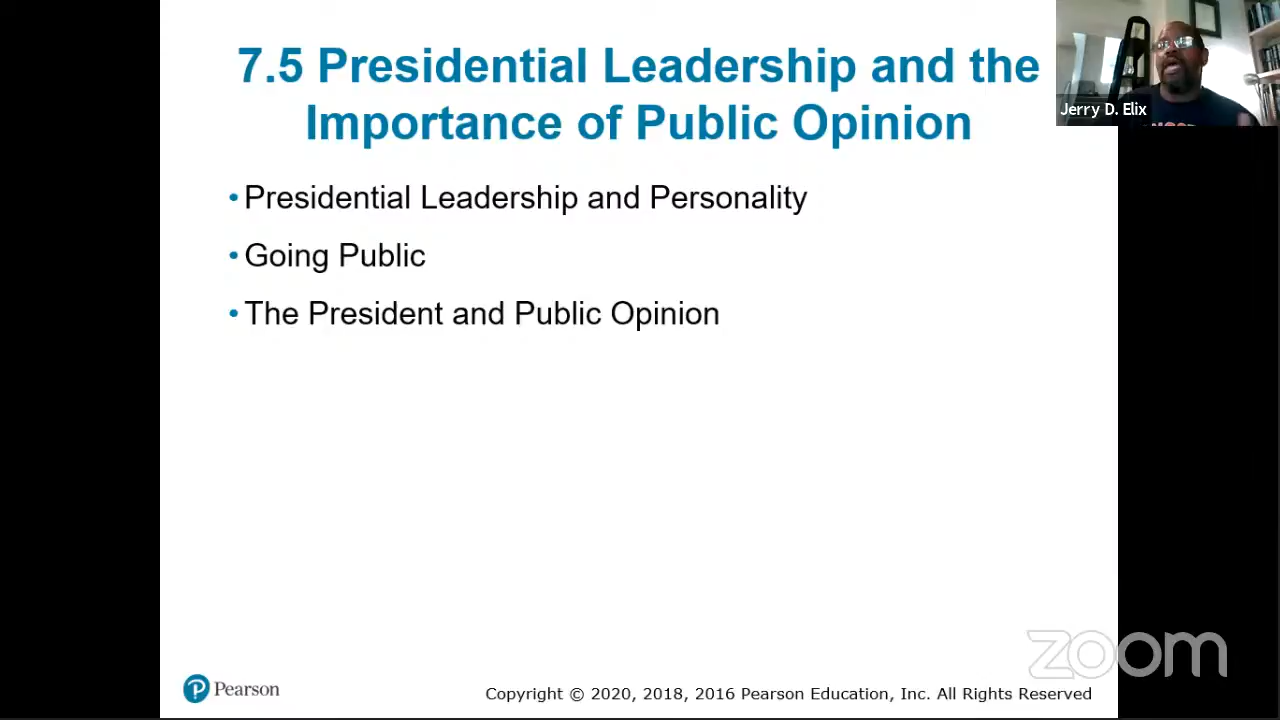 7.5 Presidential Leadership and the
Importance of Public Opinion
Jerry D. Elix
• Presidential Leadership and Personality
• Going Public
• The President and Public Opinion
zoom
Pearson
Copyright © 2020, 2018, 2016 Pearson Education, Inc. All Rights Reserved